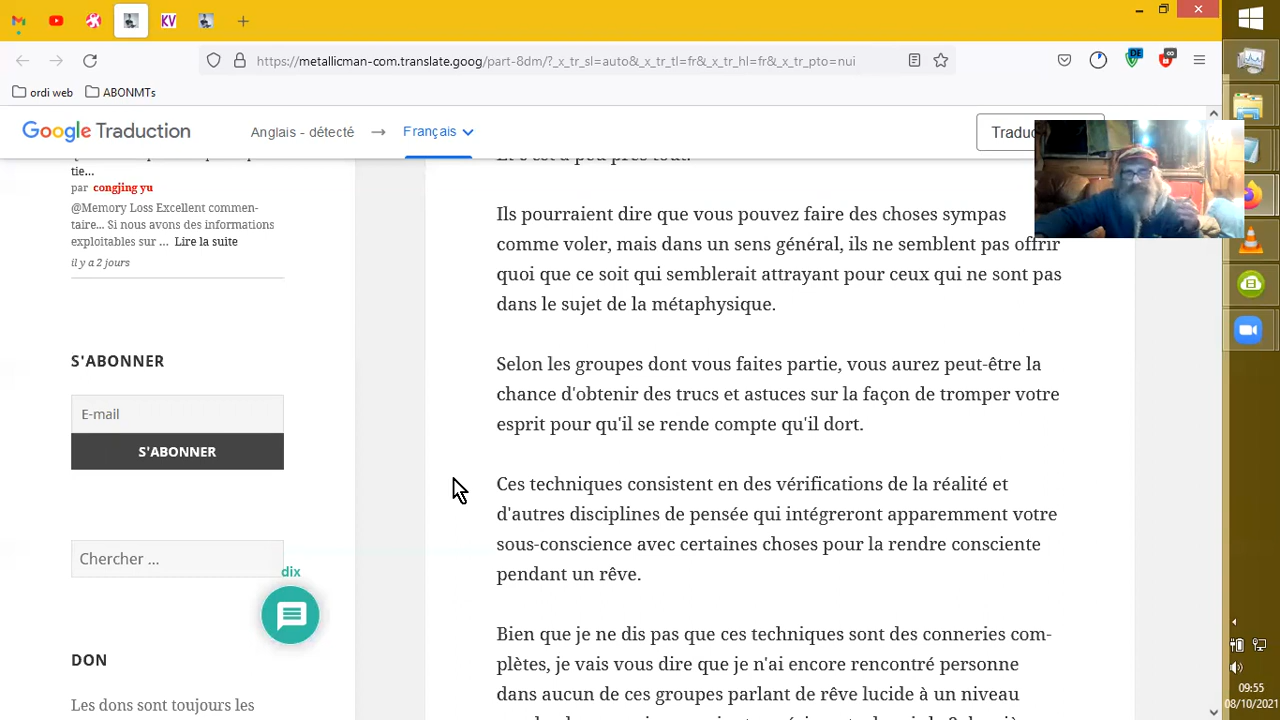 KV
https://metallicman-com.translate.goog/port-8dm/?_x_tr_sl=auto&_x_tr_tl=fr&_x_tr_hl=fr&_x_tr_pto=nui
DE
∞
ordi web
ABONMTs
Google Traduction
Anglais - détecté
Français
tie...
par congjing yu
@Memory Loss Excellent commen-
taire... Si nous avons des informations
exploitables sur ... Lire la suite
il y a 2 jours
S'ABONNER
E-mail
S'ABONNER
Chercher ...
dix
DON
Les dons sont toujours les
Et c'est à peu près tout.
Ils pourraient dire que vous pouvez faire des choses sympas
comme voler, mais dans un sens général, ils ne semblent pas offrir
quoi que ce soit qui semblerait attrayant pour ceux qui ne sont pas
dans le sujet de la métaphysique.
Selon les groupes dont vous faites partie, vous aurez peut-être la
chance d'obtenir des trucs et astuces sur la façon de tromper votre
esprit pour qu'il se rende compte qu'il dort.
Ces techniques consistent en des vérifications de la réalité et
d'autres disciplines de pensée qui intégreront apparemment votre
sous-conscience avec certaines choses pour la rendre consciente
pendant un rêve.
Bien que je ne dis pas que ces techniques sont des conneries com-
plètes, je vais vous dire que je n'ai encore rencontré personne
dans aucun de ces groupes parlant de rêve lucide à un niveau
09:55
08/10/2021